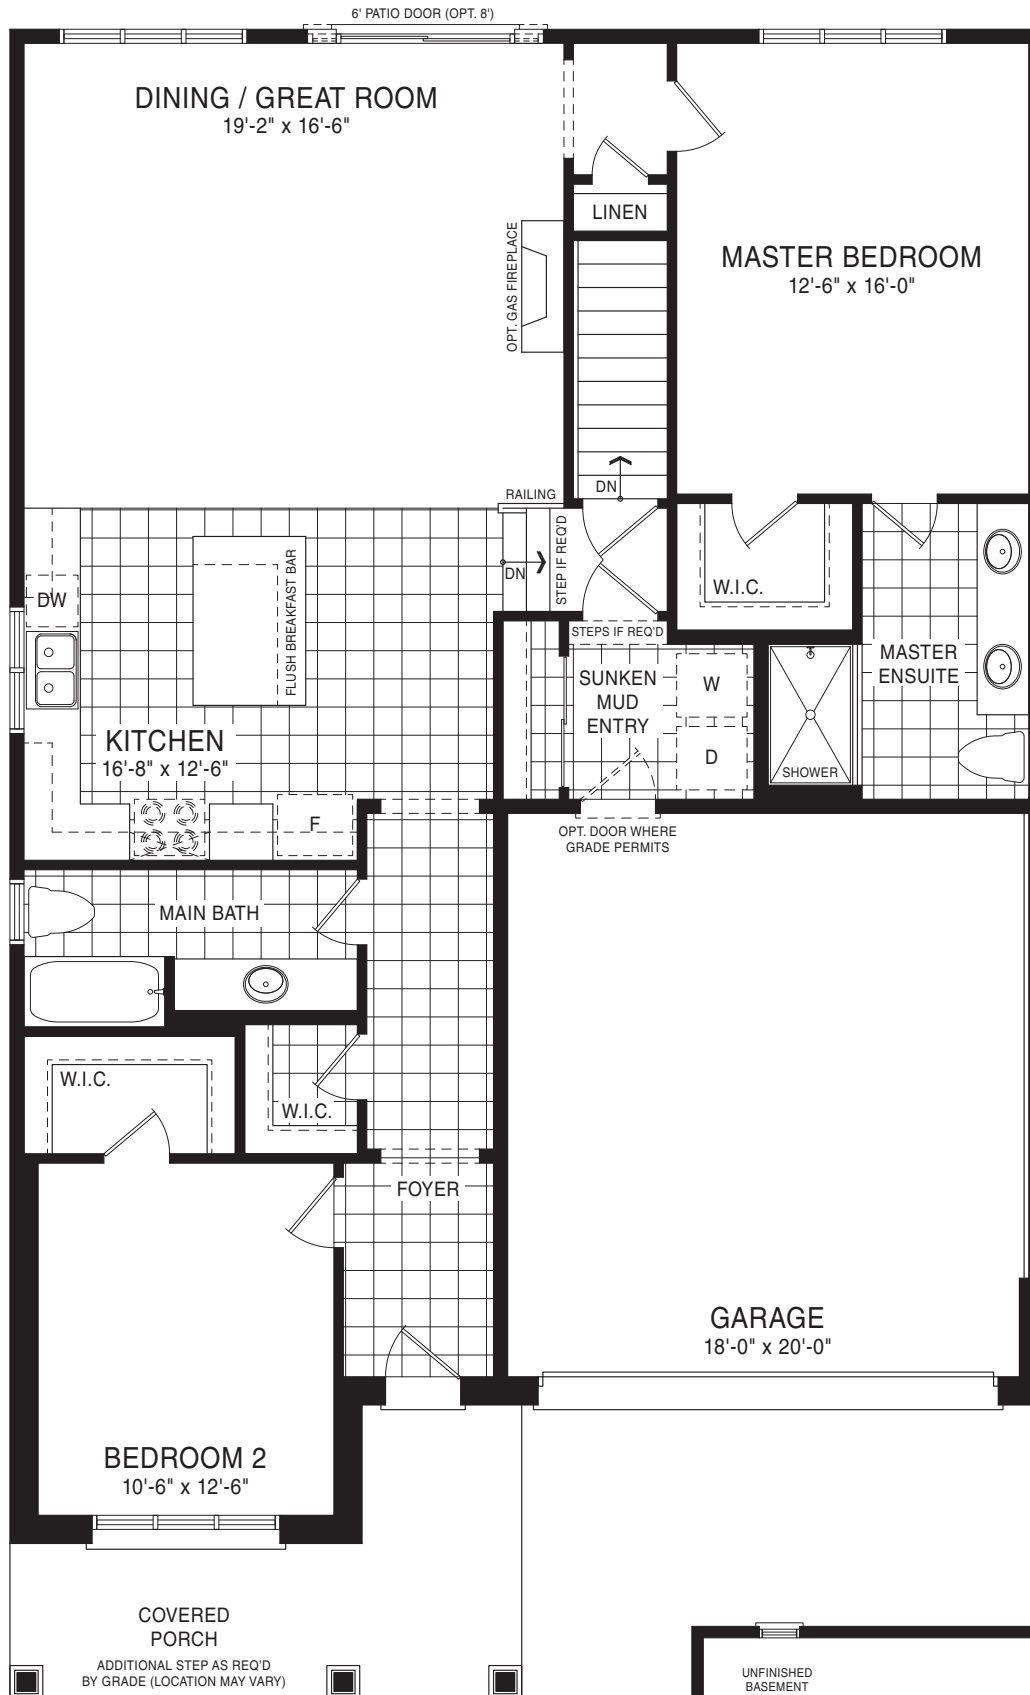 6' PATIO DOOR (OPT. 8')
DINING / GREAT ROOM
19'-2" x 16'-6"
LINEN
OPT. GAS FIREPLACE
MASTER BEDROOM
12'-6" x 16'-0"
DN
RAILING
STEP IF REQ'D
DN
FLUSH BREAKFAST BAR
DW
W.I.C.
STEPS IF REQ'D
SUNKEN
MUD
ENTRY
W
D
MASTER
ENSUITE
SHOWER
KITCHEN
16'-8" x 12'-6"
F
OPT. DOOR WHERE
GRADE PERMITS
MAIN BATH
W.I.C.
W.I.C.
FOYER
GARAGE
18'-0" x 20'-0"
BEDROOM 2
10'-6" x 12'-6"
COVERED
PORCH
ADDITIONAL STEP AS REQ'D
BY GRADE (LOCATION MAY VARY)
UNFINISHED
BASEMENT